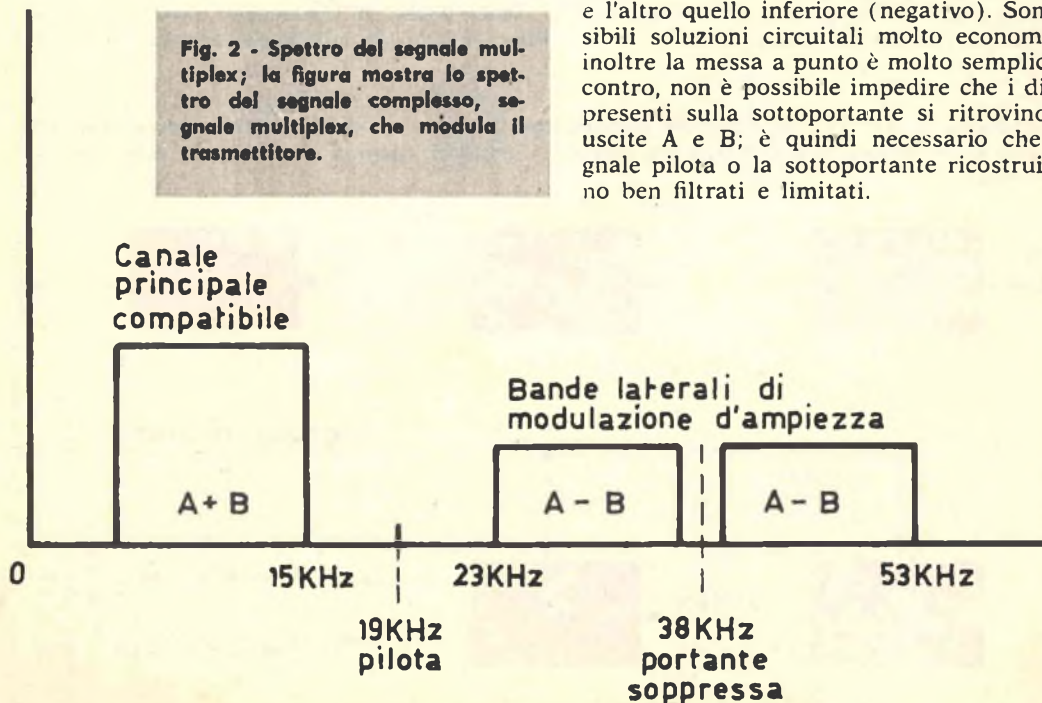 Fig. 2 - Spettro del segnale mul-
tiplex; la figura mostra lo spet-
tro del segnale complesso, se-
gnale multiplex, che modula il
trasmettitore.
e l'altro quello inferiore (negativo). Son
sibili soluzioni circuitali molto econom
inoltre la messa a punto è molto semplic
contro, non è possibile impedire che i di
presenti sulla sottoportante si ritrovino
uscite A e B; è quindi necessario che
gnale pilota o la sottoportante ricostrui
no ben filtrati e limitati.
Canale
principale
compatibile
Bande laterali di
modulazione d'ampiezza
A + B
A - B
A - B
0
15KHz
23KHz
53KHz
19KHz
pilota
38KHz
portante
soppressa